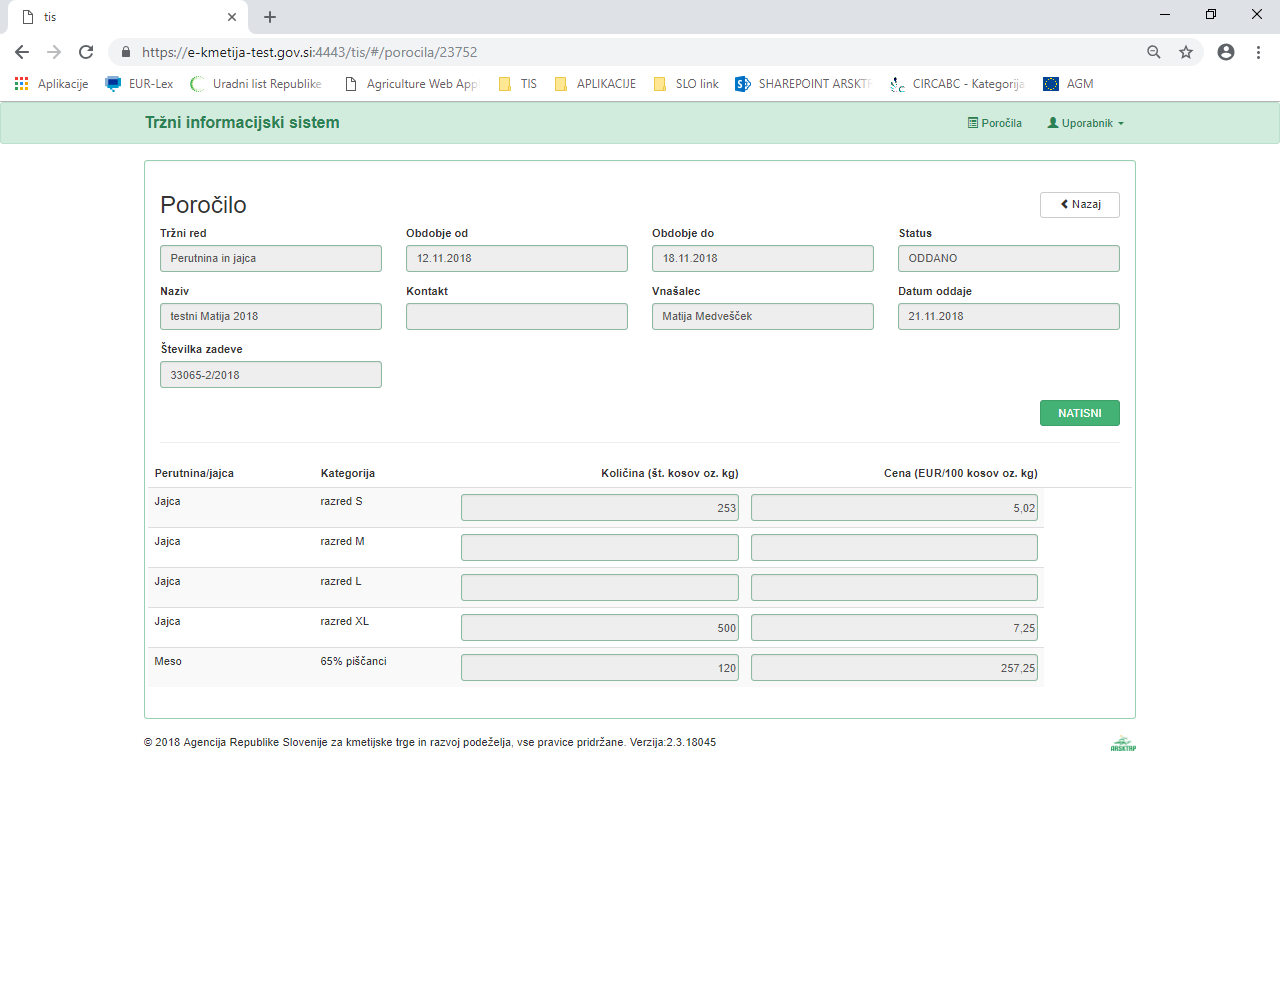 tis
https://e-kmetija-test.gov.si:4443/tis/#/porocila/23752
Aplikacije EUR-Lex Uradni list Republike Agriculture Web App TIS APLIKACIJE SLO link SHAREPOINT ARSKTR CIRCABC - Kategorija AGM
Tržni informacijski sistem Poročila Uporabnik
Poročilo Nazaj
Tržni red Obdobje od Obdobje do Status
Perutnina in jajca 12.11.2018 18.11.2018 ODDANO
Naziv Kontakt Vnašalec Datum oddaje
testni Matija 2018 Matija Medvešček 21.11.2018
Številka zadeve
33065-2/2018
NATISNI
Perutnina/jajca Kategorija Količina (št. kosov oz. kg) Cena (EUR/100 kosov oz. kg)
Jajca razred S 253 5,02
Jajca razred M
Jajca razred L
Jajca razred XL 500 7,25
Meso 65% piščanci 120 257,25
© 2018 Agencija Republike Slovenije za kmetijske trge in razvoj podeželja, vse pravice pridržane. Verzija:2.3.18045
ARSKTRP